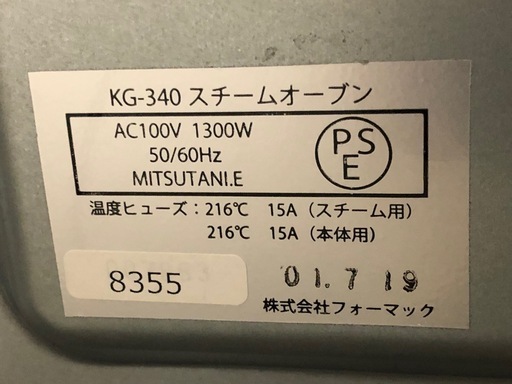 KG-340 スチームオーブン
AC100V 1300W
50/60Hz
MITSUTANI.E
PS
E
温度ヒューズ：216℃ 15A（スチーム用）
216℃ 15A（本体用）
8355
01.7 19
株式会社フォーマック